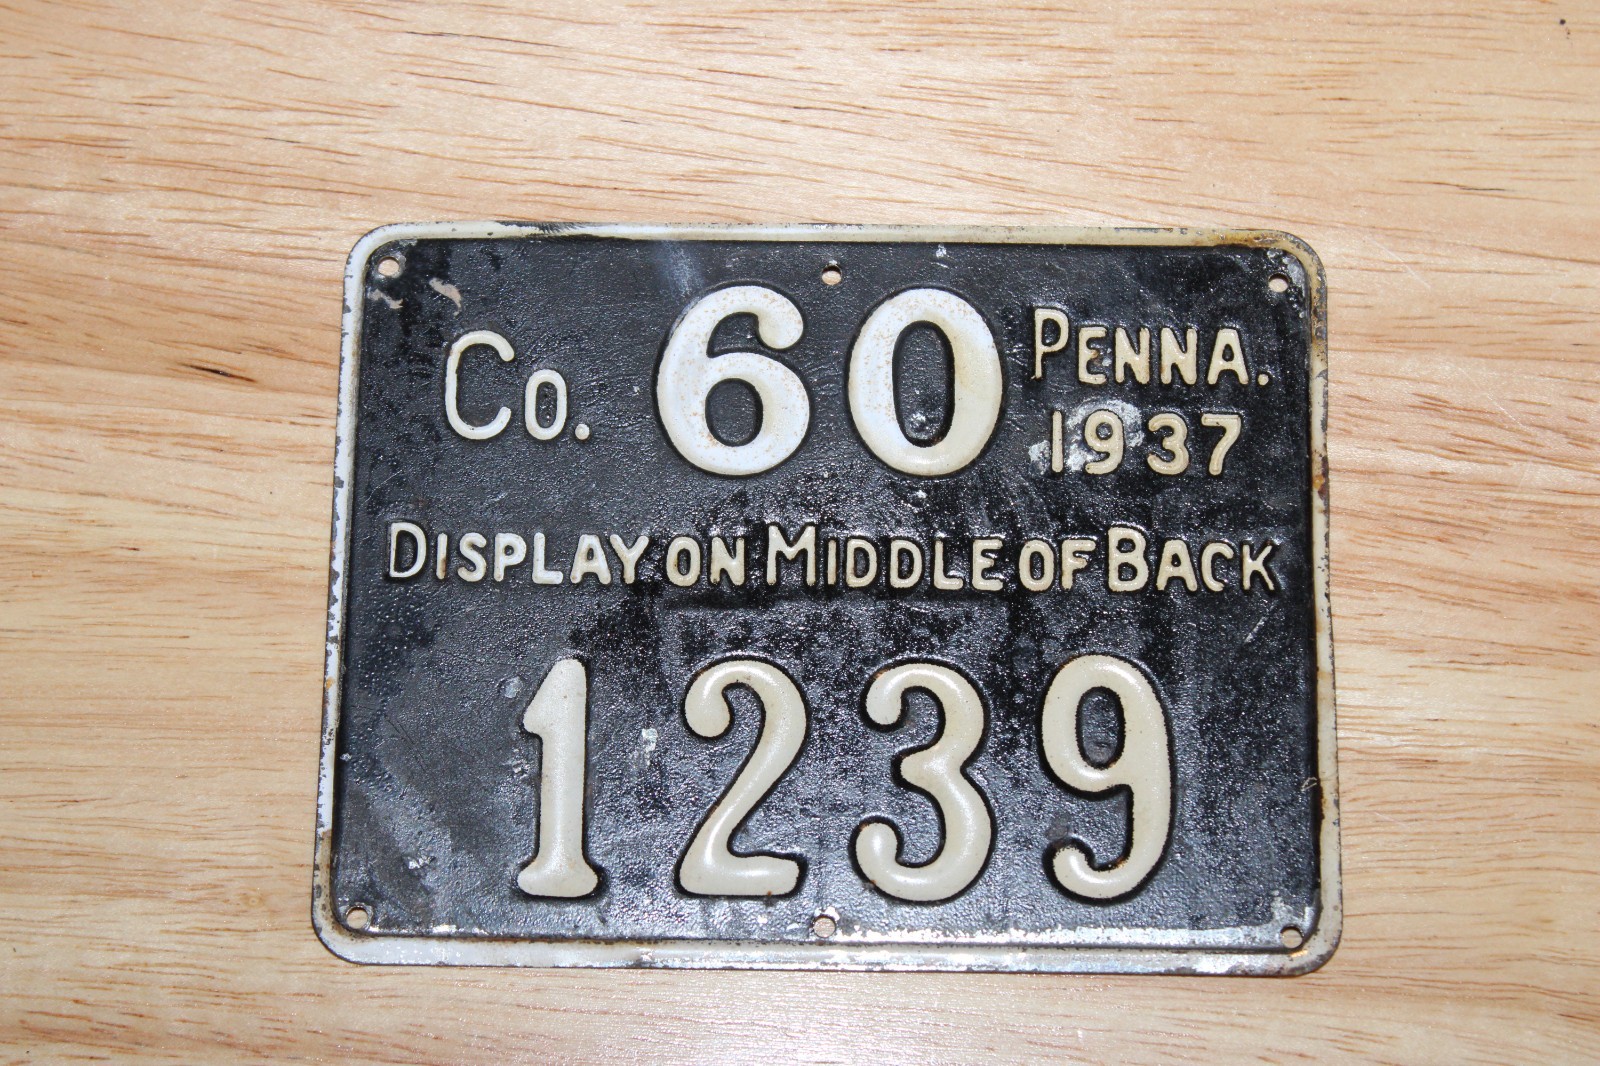 Co. 60 PENNA.
1937
DISPLAY ON MIDDLE OF BACK
1239